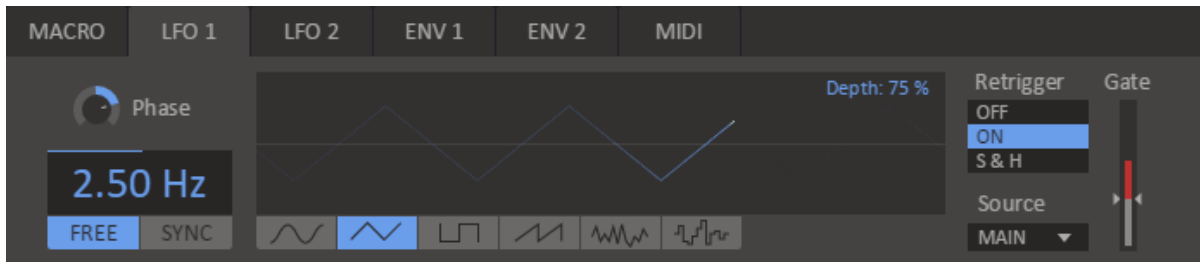 MACRO LFO 1 LFO 2 ENV 1 ENV 2 MIDI
Phase
Depth: 75 %
2.50 Hz
FREE SYNC
Retrigger
OFF
ON
S & H
Source
MAIN
Gate